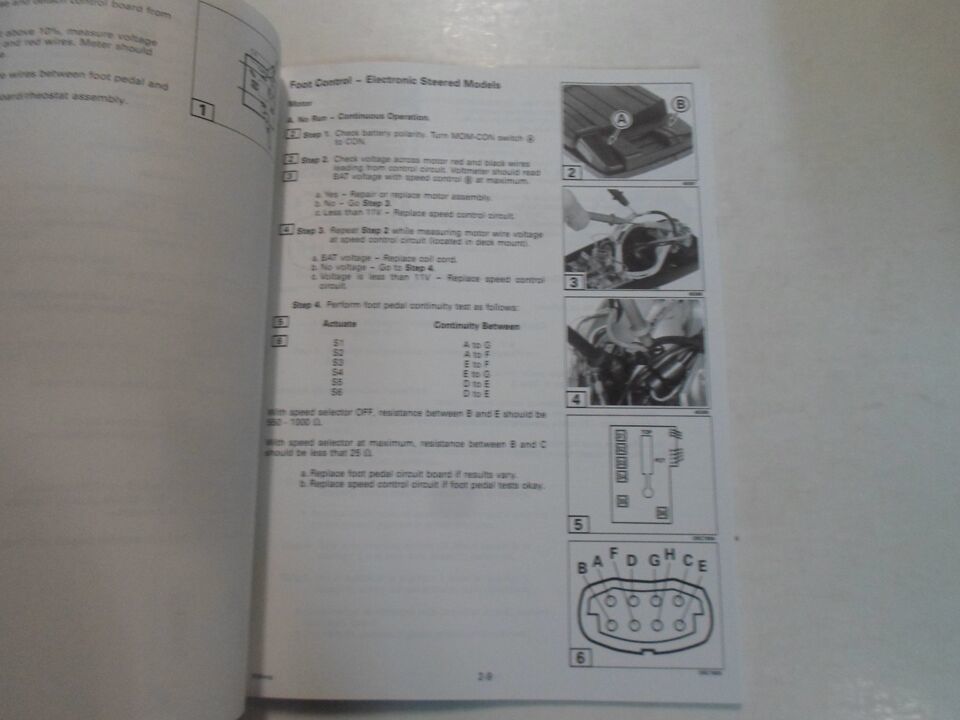 and detach control board from
above 10%, measure voltage
and red wires. Meter should
wires between foot pedal and
board/rheostat assembly.
1
Foot Control – Electronic Steered Models
Motor
A. No Run – Continuous Operation.
2 Step 1. Check battery polarity. Turn MOM-CON switch A
to CON.
2 Step 2. Check voltage across motor red and black wires
3 leading from control circuit. Voltmeter should read
BAT voltage with speed control B at maximum.
a. Yes – Repair or replace motor assembly.
b. No – Go Step 3.
c. Less than 11V – Replace speed control circuit.
4 Step 3. Repeat Step 2 while measuring motor wire voltage
at speed control circuit (located in deck mount).
a. BAT voltage – Replace coil cord.
b. No voltage – Go to Step 4.
c. Voltage is less than 11V – Replace speed control
circuit.
Step 4. Perform foot pedal continuity test as follows:
5 Actuate Continuity Between
6 S1 A to G
S2 A to F
S3 E to F
S4 E to G
S5 D to E
S6 D to E
With speed selector OFF, resistance between B and E should be
550 - 1000 Ω.
With speed selector at maximum, resistance between B and C
should be less than 25 Ω.
a. Replace foot pedal circuit board if results vary.
b. Replace speed control circuit if foot pedal tests okay.
2-9
A B
2
3
4
TOP
POT
5
B A F D G H C E
6